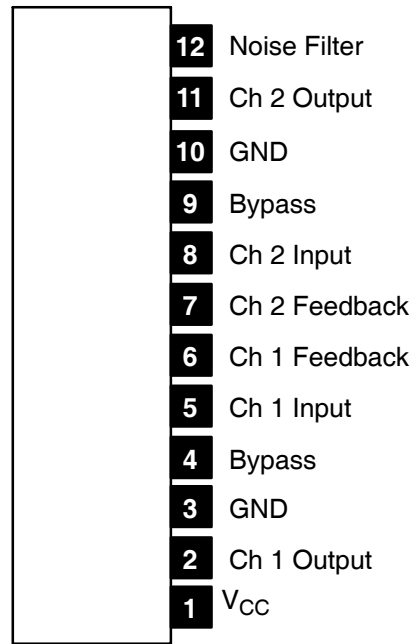 12 Noise Filter
11 Ch 2 Output
10 GND
9 Bypass
8 Ch 2 Input
7 Ch 2 Feedback
6 Ch 1 Feedback
5 Ch 1 Input
4 Bypass
3 GND
2 Ch 1 Output
1 VCC